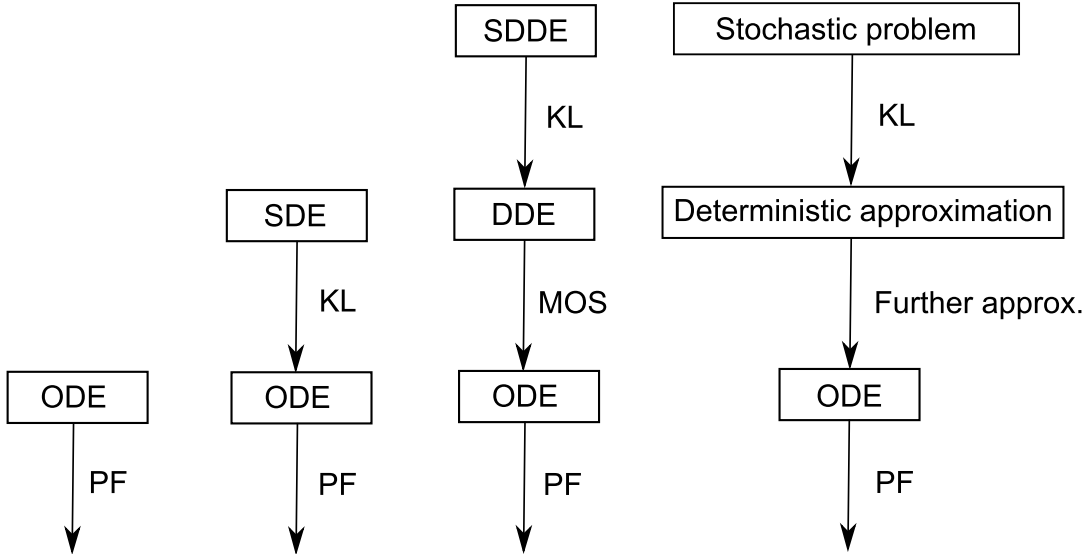 SDDE
Stochastic problem
KL
KL
SDE
DDE
Deterministic approximation
KL
MOS
Further approx.
ODE
ODE
ODE
ODE
PF
PF
PF
PF